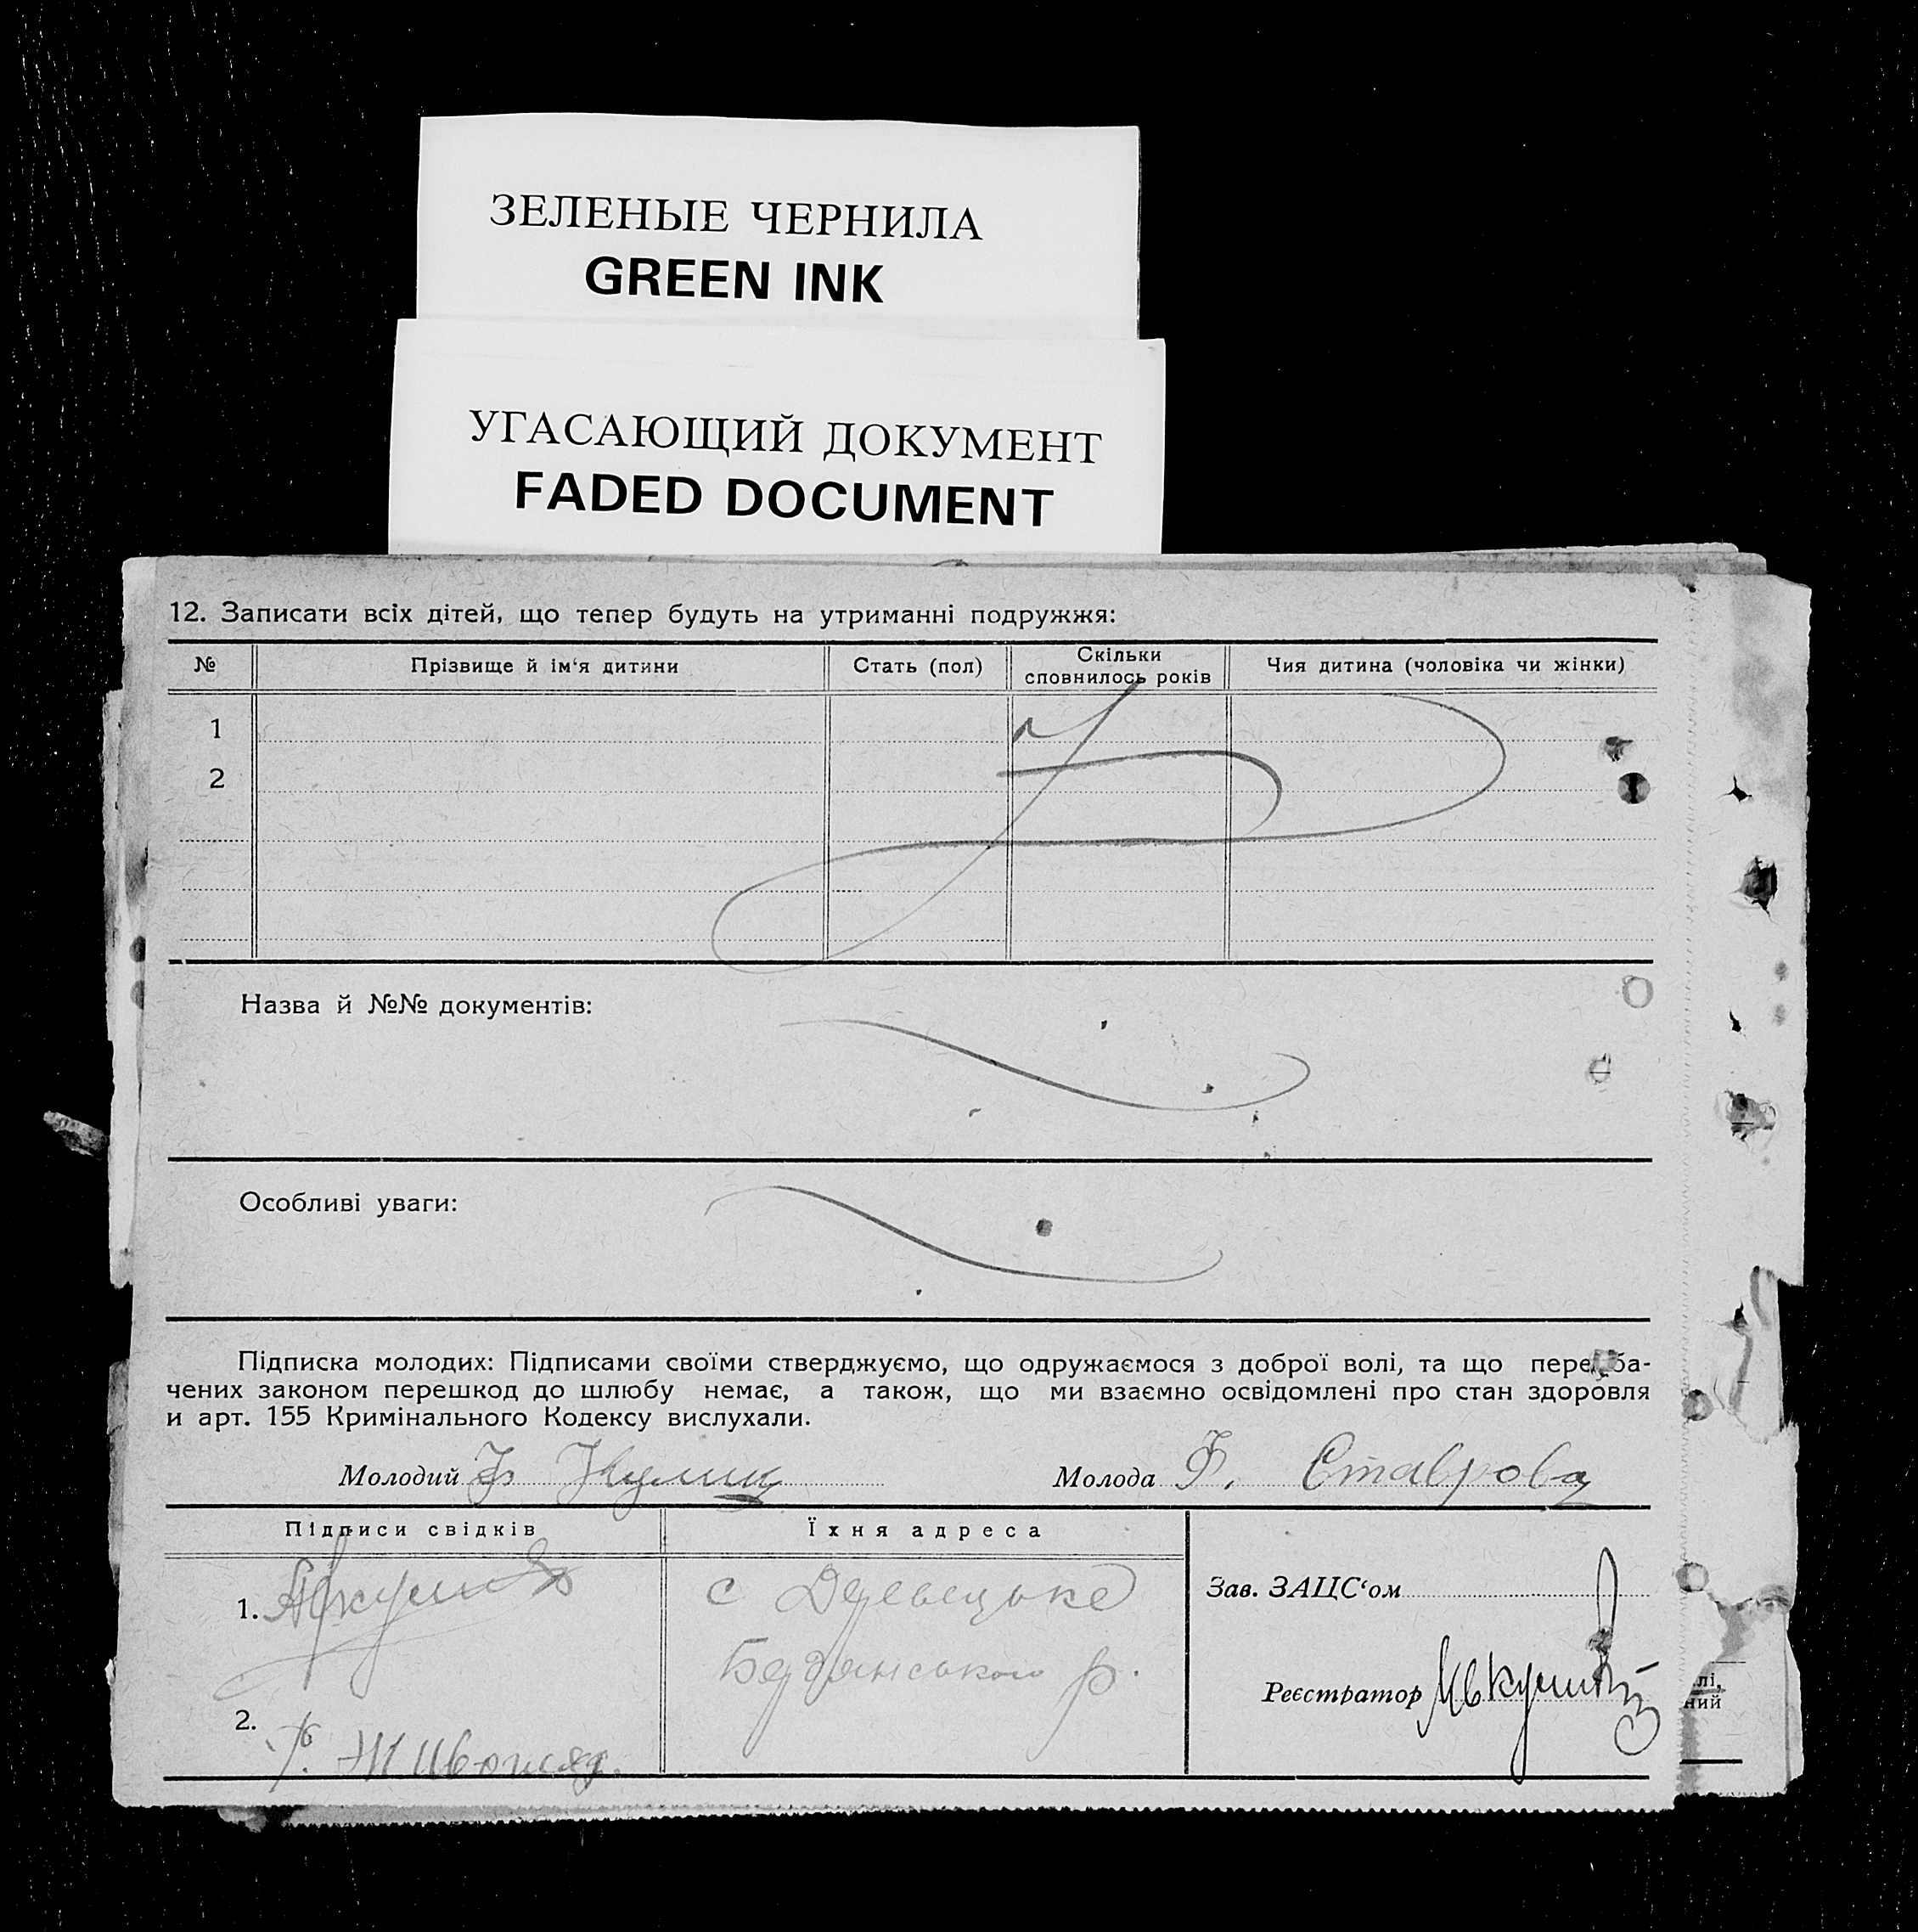 ЗЕЛЕНЫЕ ЧЕРНИЛА
GREEN INK
УГАСАЮЩИЙ ДОКУМЕНТ
FADED DOCUMENT
12. Записати всіх дітей, що тепер будуть на утриманні подружжя:
№ Прізвище й ім'я дитини Стать (пол) Скільки сповнилось років Чия дитина (чоловіка чи жінки)
1
2
Назва й №№ документів:
Особливі уваги:
Підписка молодих: Підписами своїми стверджуємо, що одружаємося з доброї волі, та що
чених законом перешкод до шлюбу немає, а також, що ми взаємно освідомлені про стан здоровля
и арт. 155 Кримінального Кодексу вислухали.
Молодий Кулик Молода Ф. Ставрова
Підписи свідків Їхня адреса
1. с
Зав. ЗАЦС'ом
р.
Реєстратор
2.
лі,
ний